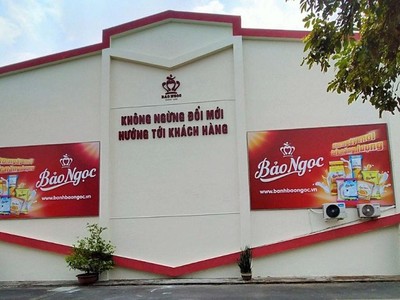 BẢO NGỌC
KHÔNG NGỪNG ĐỔI MỚI
HƯỚNG TỚI KHÁCH HÀNG
BẢO NGỌC
www.banhbaongoc.vn
BẢO NGỌC
www.banhbaongoc.vn